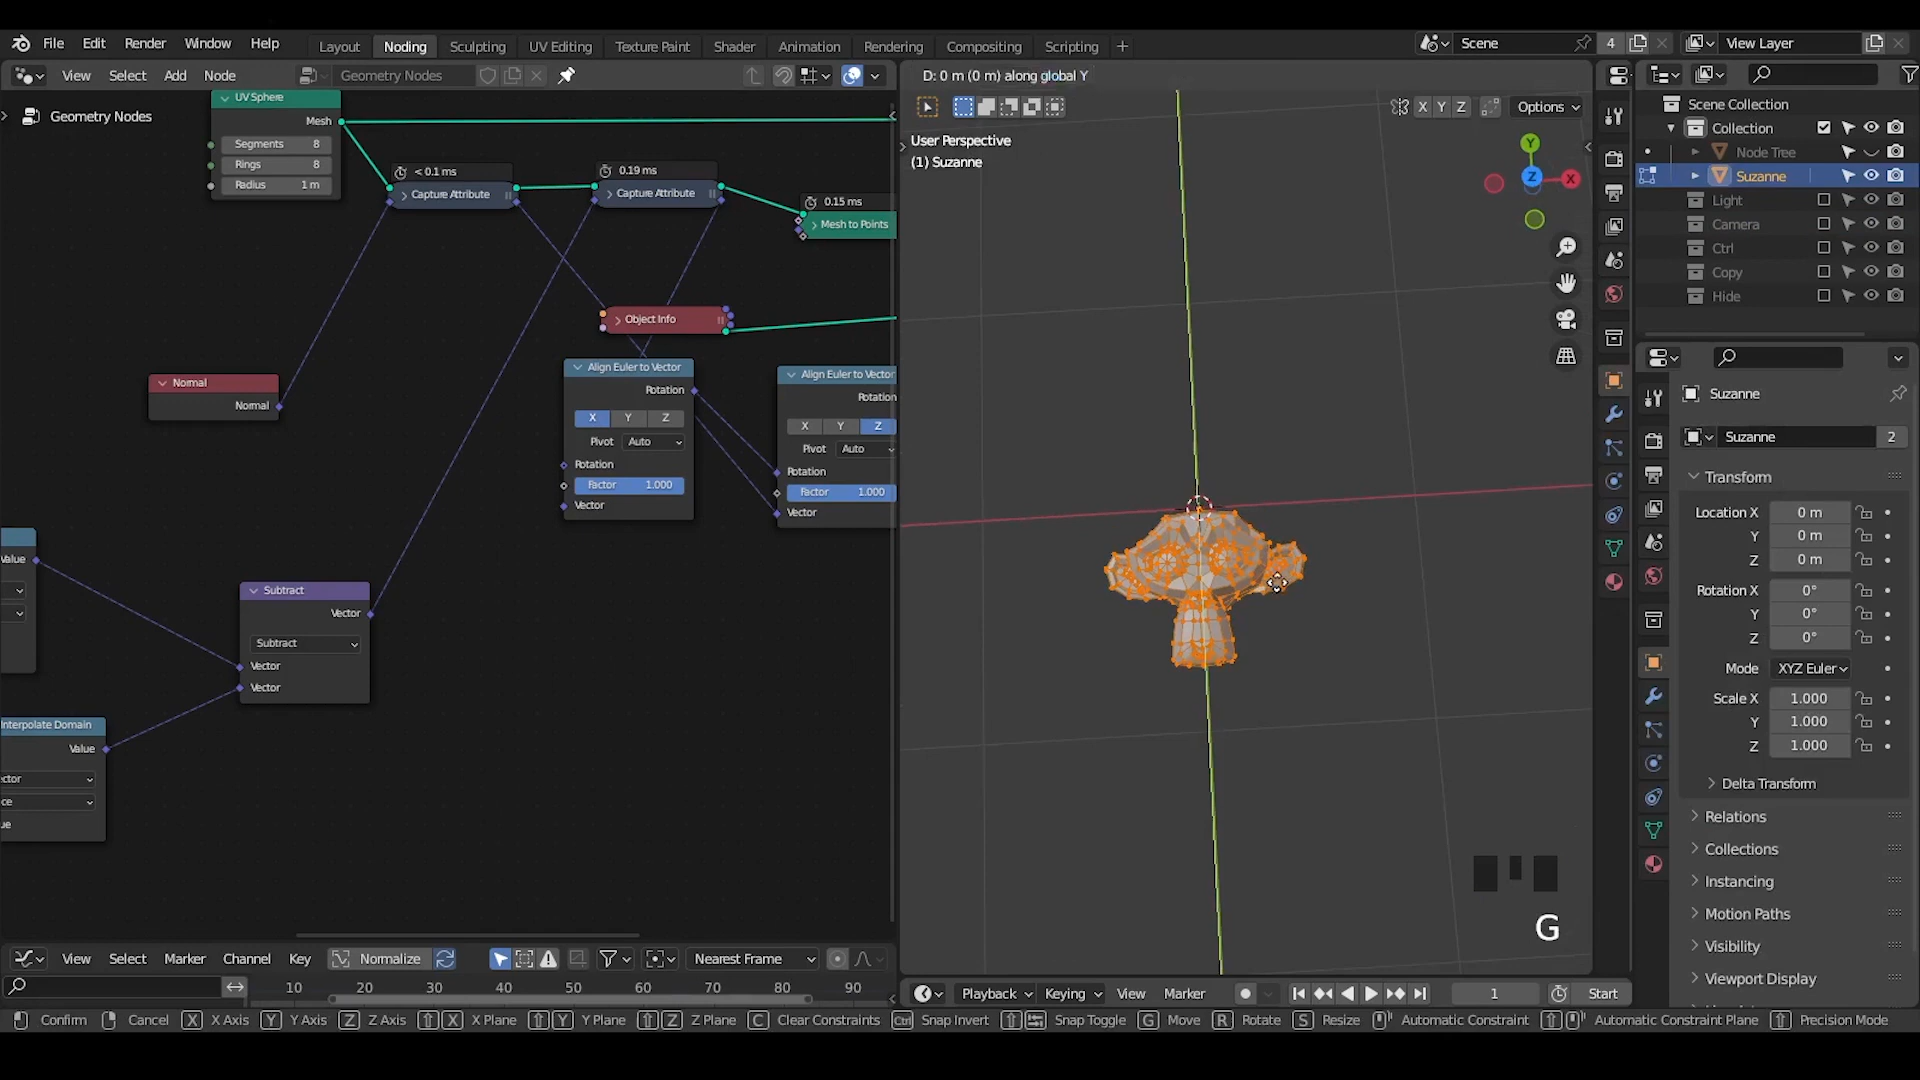 File Edit Render Window Help
Layout Noding Sculpting UV Editing Texture Paint Shader Animation Rendering Compositing Scripting +
Scene 4 View Layer
View Select Add Node Geometry Nodes
D: 0 m (0 m) along global Y
X Y Z Options
Geometry Nodes
UV Sphere
Mesh
Segments 8
Rings 8
Radius 1 m
< 0.1 ms
Capture Attribute
0.19 ms
Capture Attribute
0.15 ms
Mesh to Points
Object Info
Normal
Normal
Align Euler to Vector
Rotation
X Y Z
Pivot Auto
Rotation
Factor 1.000
Vector
Align Euler to Vector
Rotation
X Y Z
Pivot Auto
Rotation
Factor 1.000
Vector
Value
Subtract
Vector
Subtract
Vector
Vector
Interpolate Domain
Value
ctor
ce
ue
User Perspective
(1) Suzanne
Y
Z X
G
Scene Collection
Collection
Node Tree
Suzanne
Light
Camera
Ctrl
Copy
Hide
Suzanne
Suzanne 2
Transform
Location X 0 m
Y 0 m
Z 0 m
Rotation X 0°
Y 0°
Z 0°
Mode XYZ Euler
Scale X 1.000
Y 1.000
Z 1.000
Delta Transform
Relations
Collections
Instancing
Motion Paths
Visibility
Viewport Display
View Select Marker Channel Key Normalize Nearest Frame
10 20 30 40 50 60 70 80 90
Playback Keying View Marker 1 Start
Confirm Cancel X X Axis Y Y Axis Z Z Axis X X Plane Y Y Plane Z Z Plane C Clear Constraints Ctrl Snap Invert Snap Toggle G Move R Rotate S Resize Automatic Constraint Automatic Constraint Plane Precision Mode